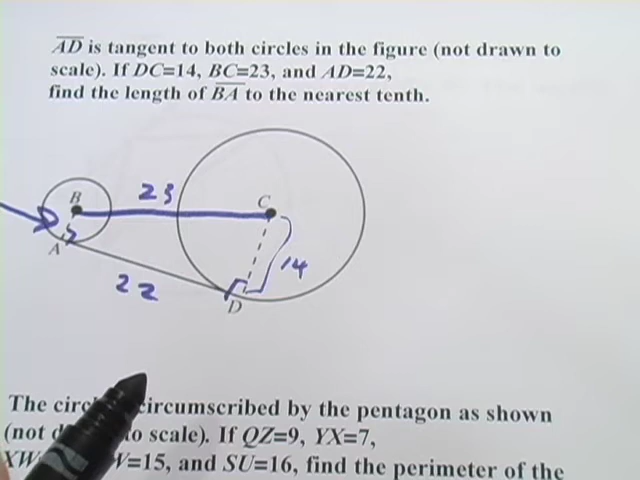 AD is tangent to both circles in the figure (not drawn to
scale). If DC=14, BC=23, and AD=22,
find the length of BA to the nearest tenth.
B
23
C
A
14
22
D
The circ circumscribed by the pentagon as shown
(not d to scale). If QZ=9, YX=7,
XW V=15, and SU=16, find the perimeter of the